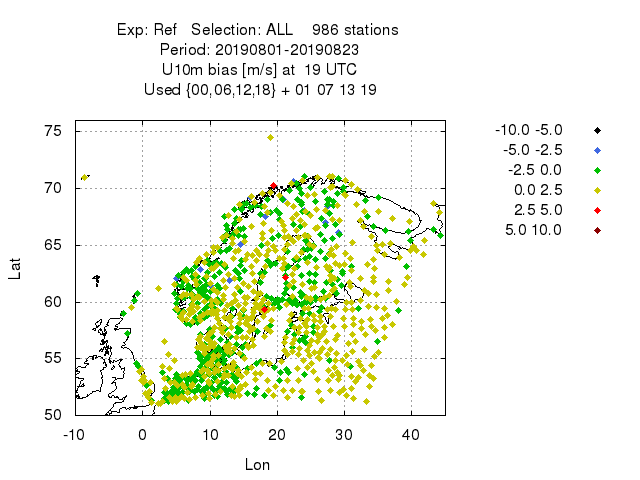 Exp: Ref   Selection: ALL    986 stations
Period: 20190801-20190823
U10m bias [m/s] at  19 UTC
Used {00,06,12,18} + 01 07 13 19
-10.0 -5.0
-5.0 -2.5
-2.5 0.0
0.0 2.5
2.5 5.0
5.0 10.0
75
70
65
60
55
50
Lat
-10 0 10 20 30 40
Lon